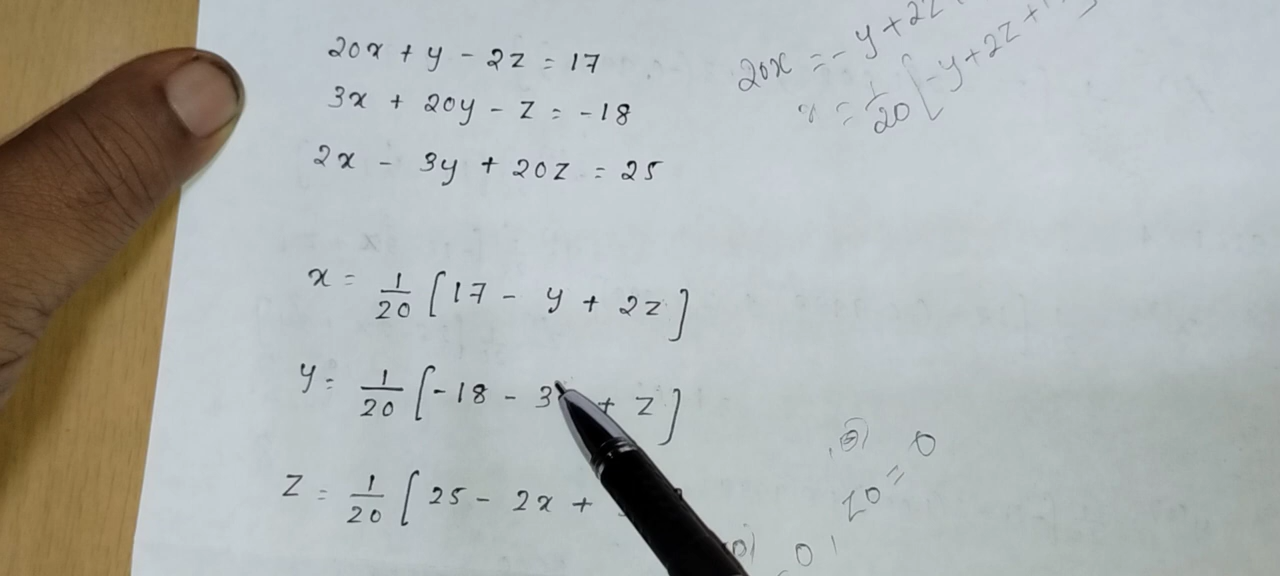 20x + y - 2z = 17
3x + 20y - z = -18
2x - 3y + 20z = 25
x = 1/20 [17 - y + 2z]
y = 1/20 [-18 - 3 + z]
z = 1/20 [25 - 2x +
20x = -y + 2z
= 1/20 [-y + 2z +
z0 = 0